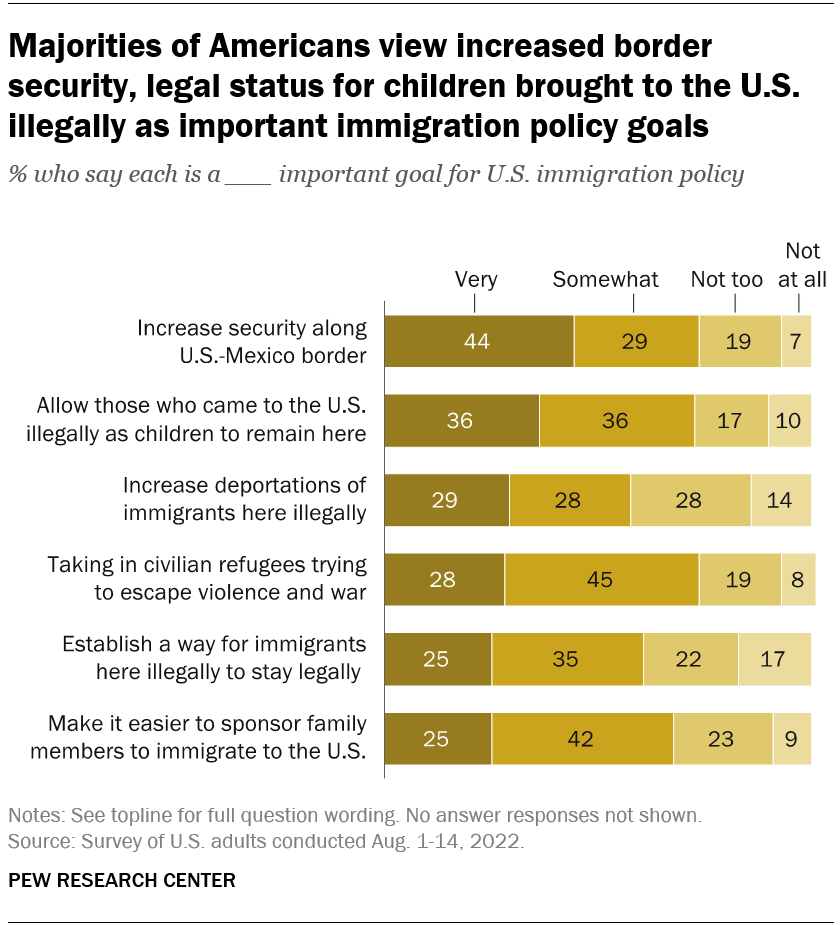 Majorities of Americans view increased border
security, legal status for children brought to the U.S.
illegally as important immigration policy goals
% who say each is a ___ important goal for U.S. immigration policy
Very Somewhat Not too Not
at all
Increase security along
U.S.-Mexico border
44 29 19 7
Allow those who came to the U.S.
illegally as children to remain here
36 36 17 10
Increase deportations of
immigrants here illegally
29 28 28 14
Taking in civilian refugees trying
to escape violence and war
28 45 19 8
Establish a way for immigrants
here illegally to stay legally
25 35 22 17
Make it easier to sponsor family
members to immigrate to the U.S.
25 42 23 9
Notes: See topline for full question wording. No answer responses not shown.
Source: Survey of U.S. adults conducted Aug. 1-14, 2022.
PEW RESEARCH CENTER